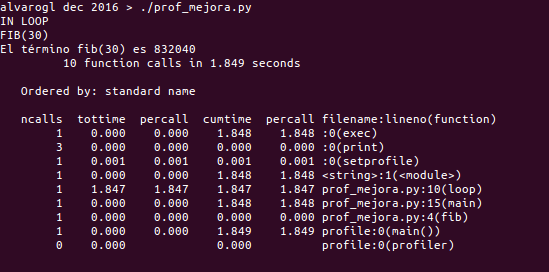 alvarogl dec 2016 > ./prof_mejora.py
IN LOOP
FIB(30)
El término fib(30) es 832040
10 function calls in 1.849 seconds
Ordered by: standard name
ncalls tottime percall cumtime percall filename:lineno(function)
1 0.000 0.000 1.848 1.848 :0(exec)
3 0.000 0.000 0.000 0.000 :0(print)
1 0.001 0.001 0.001 0.001 :0(setprofile)
1 0.000 0.000 1.848 1.848 <string>:1(<module>)
1 1.847 1.847 1.847 1.847 prof_mejora.py:10(loop)
1 0.000 0.000 1.848 1.848 prof_mejora.py:15(main)
1 0.000 0.000 0.000 0.000 prof_mejora.py:4(fib)
1 0.000 0.000 1.849 1.849 profile:0(main())
0 0.000 0.000 profile:0(profiler)